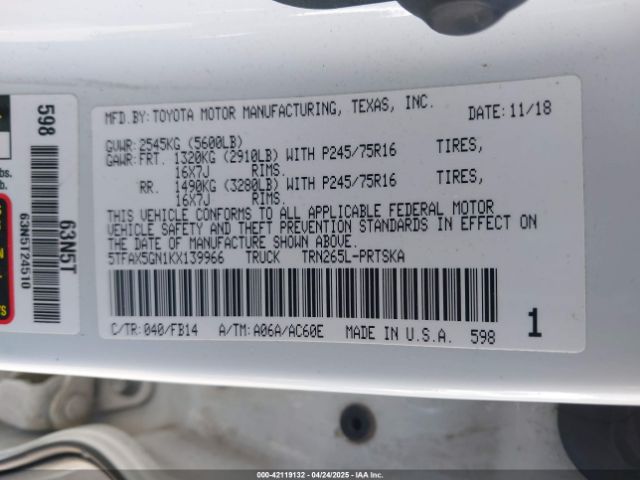 MFD.BY:TOYOTA MOTOR MANUFACTURING, TEXAS, INC. DATE:11/18
GVWR:2545KG (5600LB)
GAWR:FRT. 1320KG (2910LB) WITH P245/75R16 TIRES,
16X7J RIMS.
RR. 1490KG (3280LB) WITH P245/75R16 TIRES,
16X7J RIMS.
THIS VEHICLE CONFORMS TO ALL APPLICABLE FEDERAL MOTOR
VEHICLE SAFETY AND THEFT PREVENTION STANDARDS IN EFFECT ON
THE DATE OF MANUFACTURE SHOWN ABOVE.
5TFAX5GN1KX139966 TRUCK TRN265L-PRTSKA
C/TR:040/FB14 A/TM:A06A/AC60E MADE IN U.S.A. 598 1
598
63N5T
63N5T24510
000-42119132 - 04/24/2025 - IAA Inc.